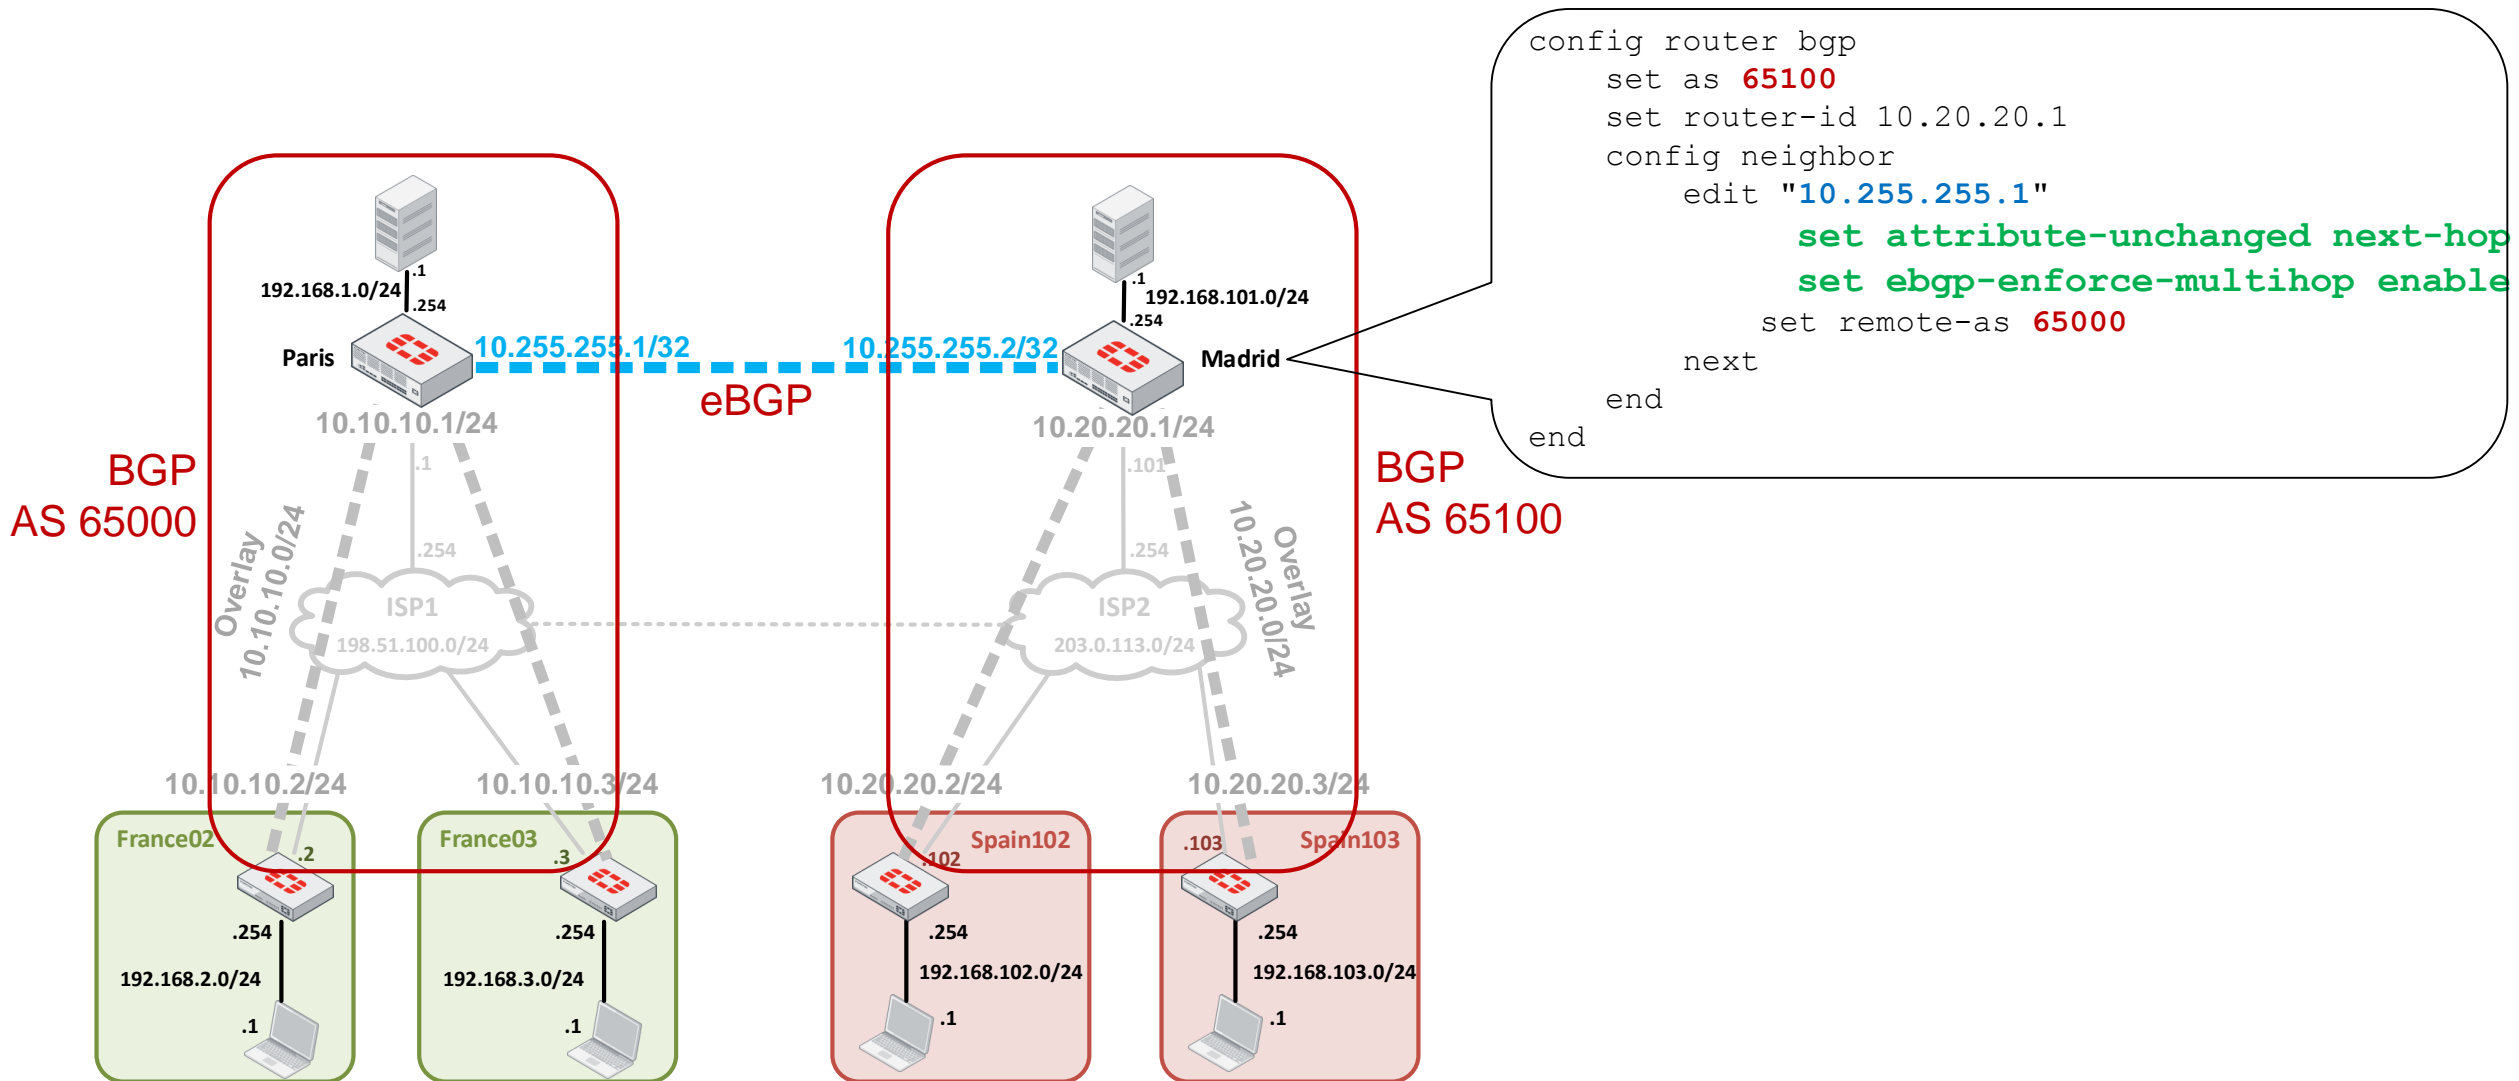 config router bgp
set as 65100
set router-id 10.20.20.1
config neighbor
edit "10.255.255.1"
set attribute-unchanged next-hop
set ebgp-enforce-multihop enable
set remote-as 65000
next
end
end
.1
192.168.1.0/24
.254
.1
192.168.101.0/24
.254
Paris
10.255.255.1/32
10.255.255.2/32
Madrid
eBGP
10.10.10.1/24
10.20.20.1/24
BGP
AS 65000
.1
.101
BGP
AS 65100
Overlay
10.10.10.0/24
.254
.254
Overlay
10.20.20.0/24
ISP1
198.51.100.0/24
ISP2
203.0.113.0/24
10.10.10.2/24
10.10.10.3/24
10.20.20.2/24
10.20.20.3/24
France02
.2
France03
.3
Spain102
.102
Spain103
.103
.254
192.168.2.0/24
.1
.254
192.168.3.0/24
.1
.254
192.168.102.0/24
.1
.254
192.168.103.0/24
.1